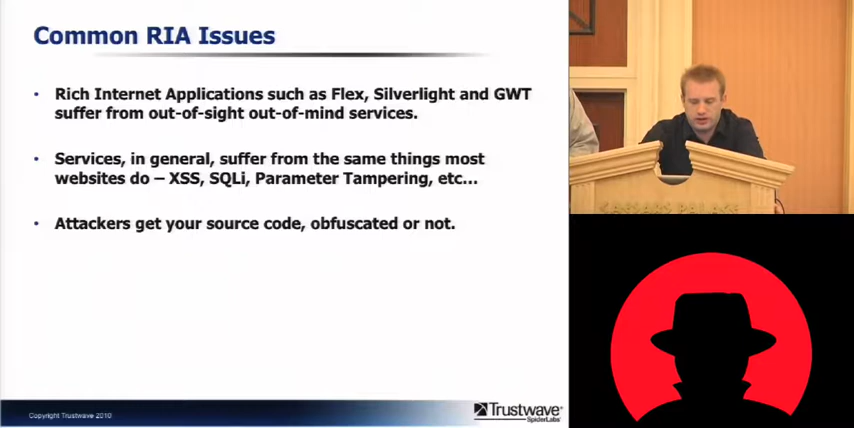 Common RIA Issues
• Rich Internet Applications such as Flex, Silverlight and GWT
suffer from out-of-sight out-of-mind services.
• Services, in general, suffer from the same things most
websites do – XSS, SQLi, Parameter Tampering, etc...
• Attackers get your source code, obfuscated or not.
Copyright Trustwave 2010
Trustwave®
SpiderLabs®